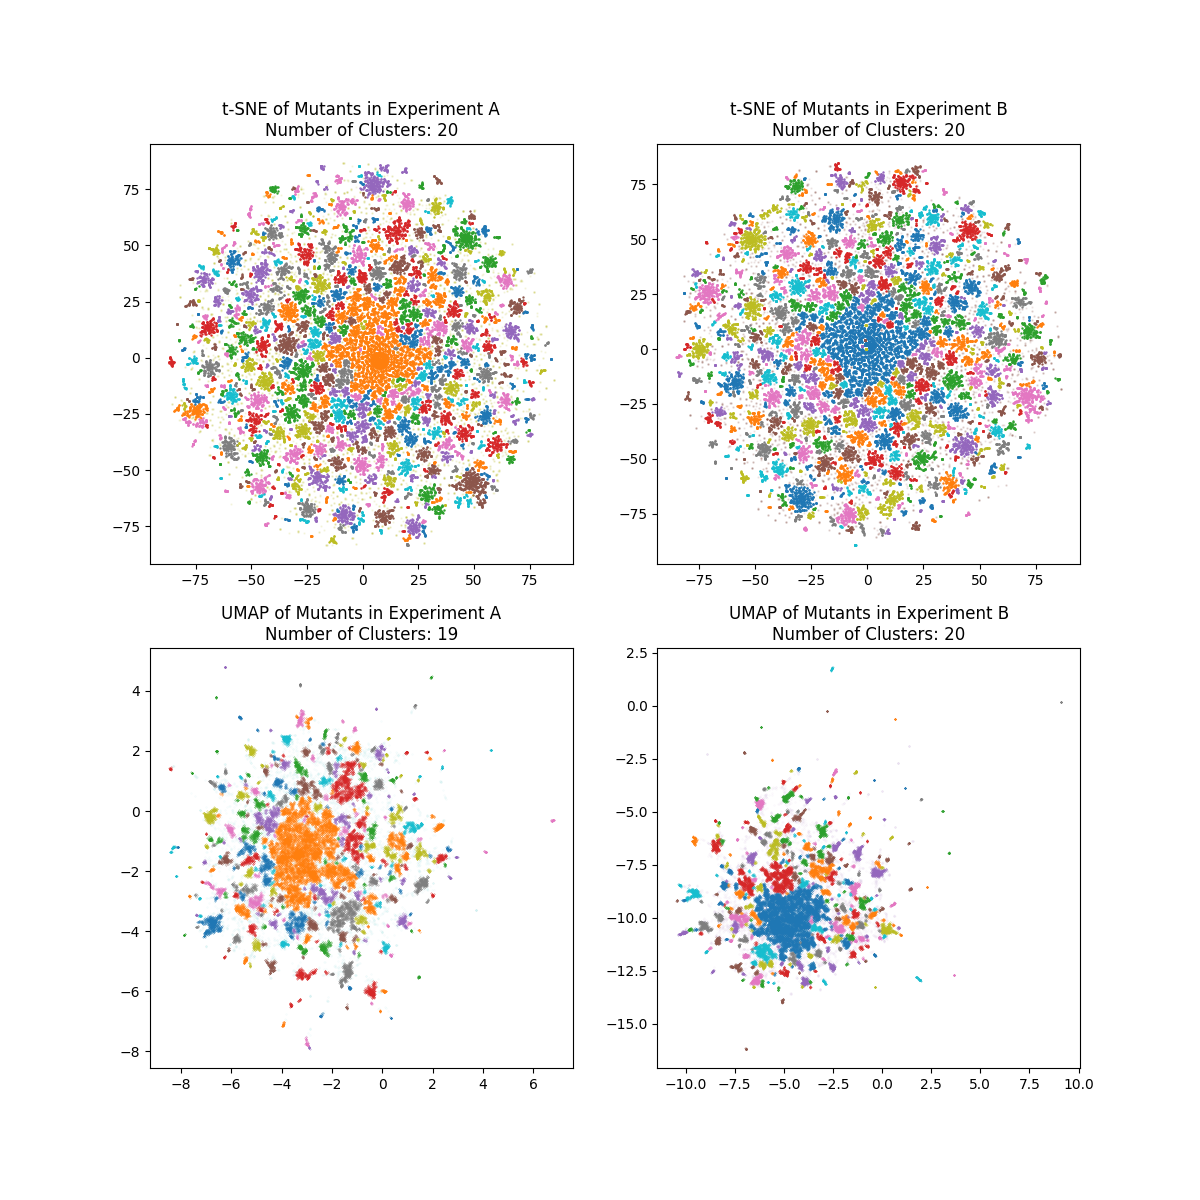 t-SNE of Mutants in Experiment A
Number of Clusters: 20
75
50
25
0
−25
−50
−75
−75 −50 −25 0 25 50 75
t-SNE of Mutants in Experiment B
Number of Clusters: 20
75
50
25
0
−25
−50
−75
−75 −50 −25 0 25 50 75
UMAP of Mutants in Experiment A
Number of Clusters: 19
4
2
0
−2
−4
−6
−8
−8 −6 −4 −2 0 2 4 6
UMAP of Mutants in Experiment B
Number of Clusters: 20
2.5
0.0
−2.5
−5.0
−7.5
−10.0
−12.5
−15.0
−10.0 −7.5 −5.0 −2.5 0.0 2.5 5.0 7.5 10.0